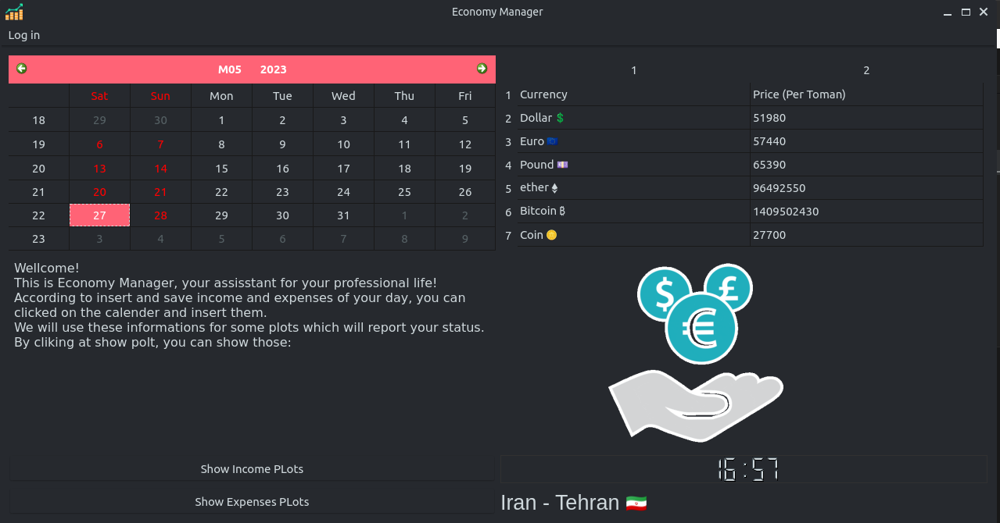 Economy Manager
Log in
M05 2023
Sat Sun Mon Tue Wed Thu Fri
18 29 30 1 2 3 4 5
19 6 7 8 9 10 11 12
20 13 14 15 16 17 18 19
21 20 21 22 23 24 25 26
22 27 28 29 30 31 1 2
23 3 4 5 6 7 8 9
1 2
1 Currency Price (Per Toman)
2 Dollar 💲 51980
3 Euro 🇪🇺 57440
4 Pound 💷 65390
5 ether ⧫ 96492550
6 Bitcoin ₿ 1409502430
7 Coin 🪙 27700
Wellcome!
This is Economy Manager, your assisstant for your professional life!
According to insert and save income and expenses of your day, you can
clicked on the calender and insert them.
We will use these informations for some plots which will report your status.
By cliking at show polt, you can show those:
$ £
€
Show Income PLots
Show Expenses PLots
16:57
Iran - Tehran 🇮🇷